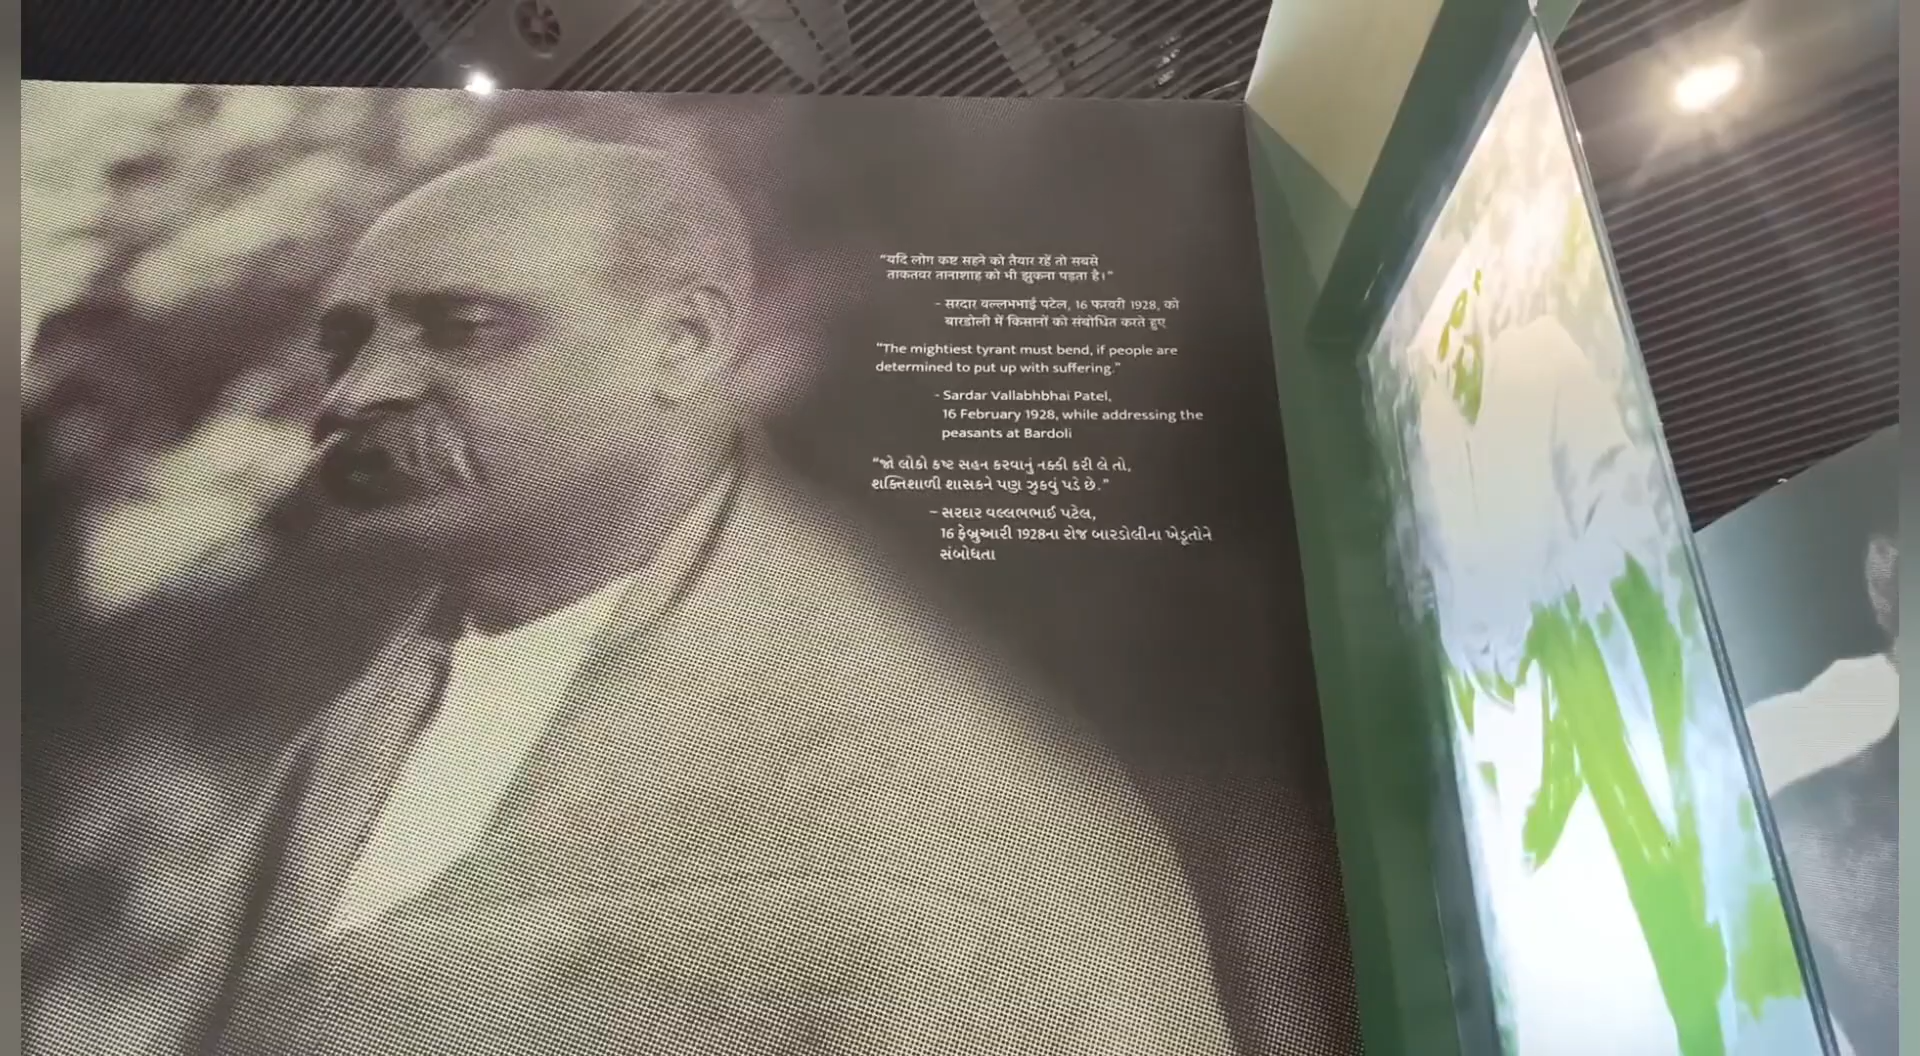 “यदि लोग कष्ट सहने को तैयार रहें तो सबसे
ताकतवर तानाशाह को भी झुकना पड़ता है।”
- सरदार वल्लभभाई पटेल, 16 फरवरी 1928, को
बारडोली में किसानों को संबोधित करते हुए
“The mightiest tyrant must bend, if people are
determined to put up with suffering.”
- Sardar Vallabhbhai Patel,
16 February 1928, while addressing the
peasants at Bardoli
“જો લોકો કષ્ટ સહન કરવાનું નક્કી કરી લે તો,
શક્તિશાળી શાસકને પણ ઝુકવું પડે છે.”
– સરદાર વલ્લભભાઈ પટેલ,
16 ફેબ્રુઆરી 1928ના રોજ બારડોલીના ખેડૂતોને
સંબોધતા